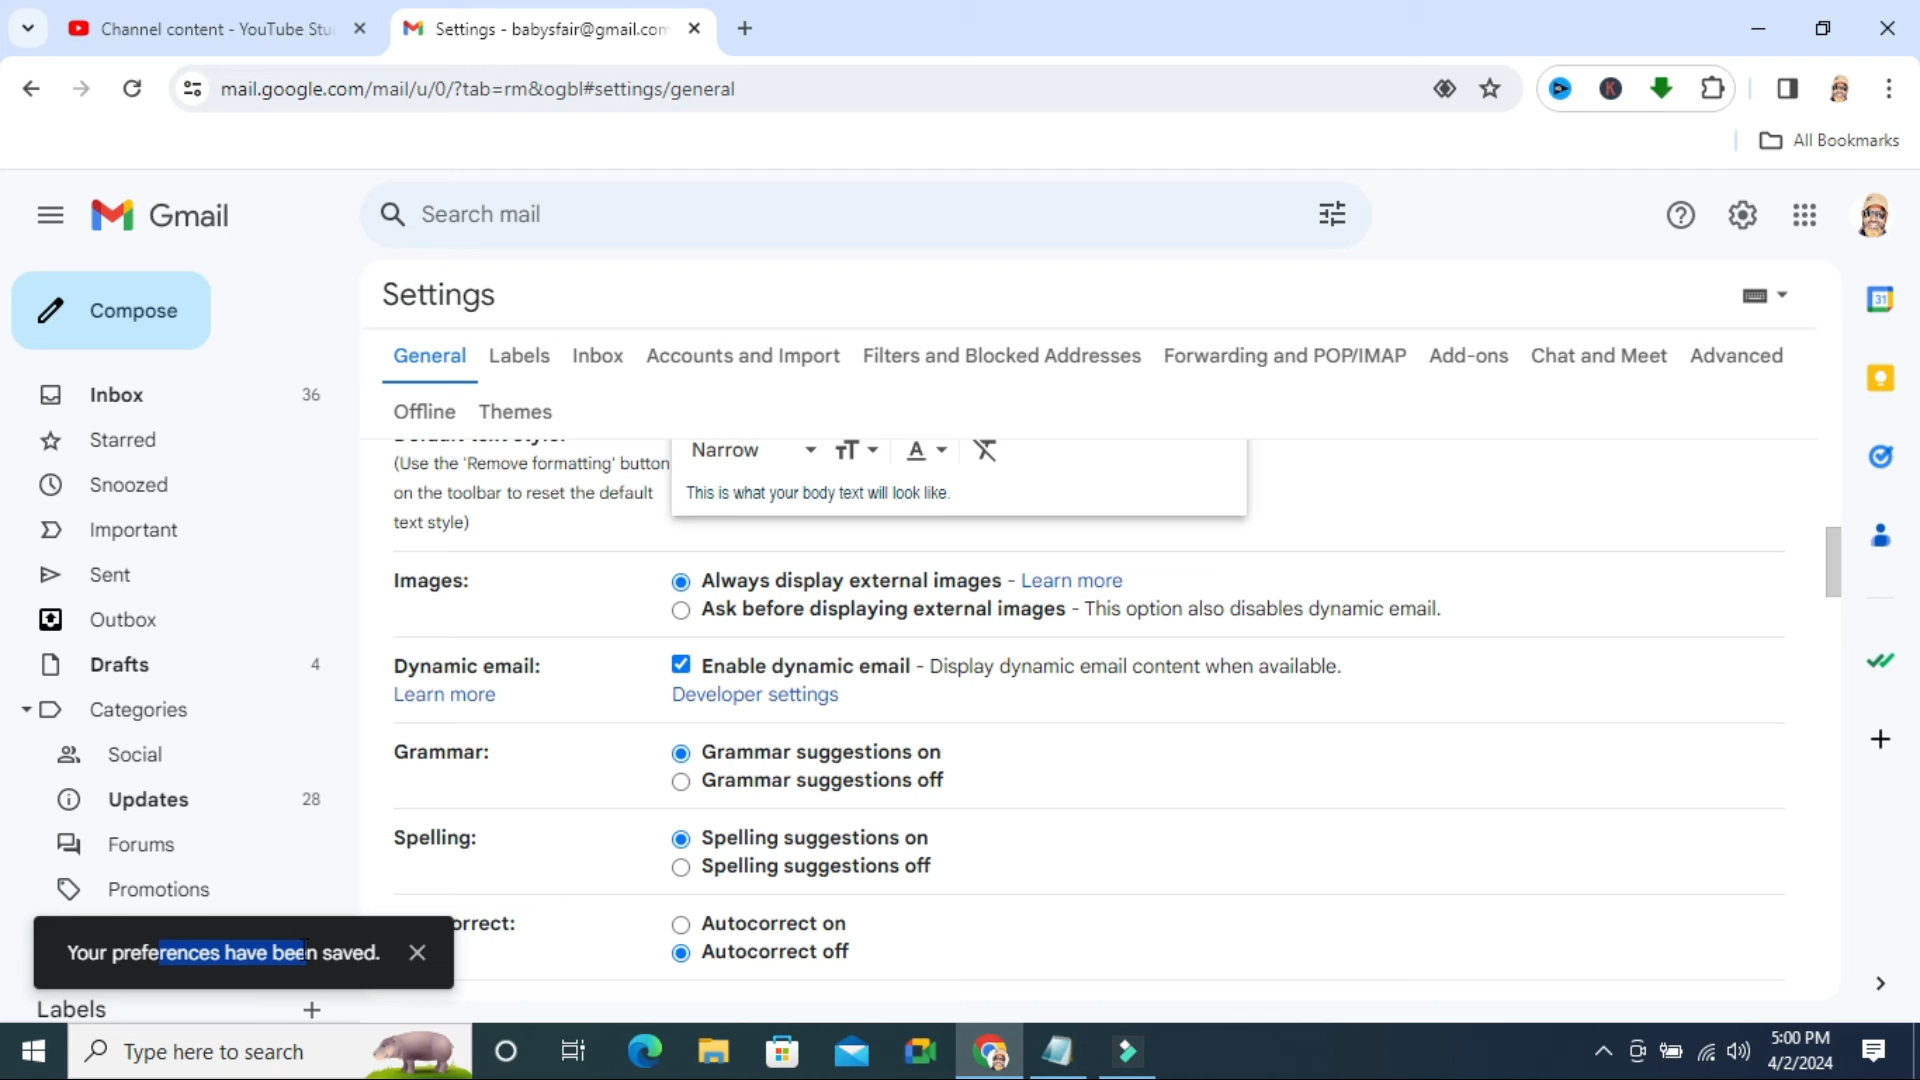 Channel content - YouTube Stu
Settings - babysfair@gmail.com
mail.google.com/mail/u/0/?tab=rm&ogbl#settings/general
All Bookmarks
Gmail
Search mail
Compose
Settings
General Labels Inbox Accounts and Import Filters and Blocked Addresses Forwarding and POP/IMAP Add-ons Chat and Meet Advanced
Offline Themes
Inbox 36
Starred
Snoozed
Important
Sent
Outbox
Drafts 4
Categories
Social
Updates 28
Forums
Promotions
Labels
Default text style:
(Use the 'Remove formatting' button
on the toolbar to reset the default
text style)
Narrow
This is what your body text will look like.
Images:
Always display external images - Learn more
Ask before displaying external images - This option also disables dynamic email.
Dynamic email:
Learn more
Enable dynamic email - Display dynamic email content when available.
Developer settings
Grammar:
Grammar suggestions on
Grammar suggestions off
Spelling:
Spelling suggestions on
Spelling suggestions off
orrect:
Autocorrect on
Autocorrect off
Your preferences have been saved.
31
K
Type here to search
5:00 PM
4/2/2024